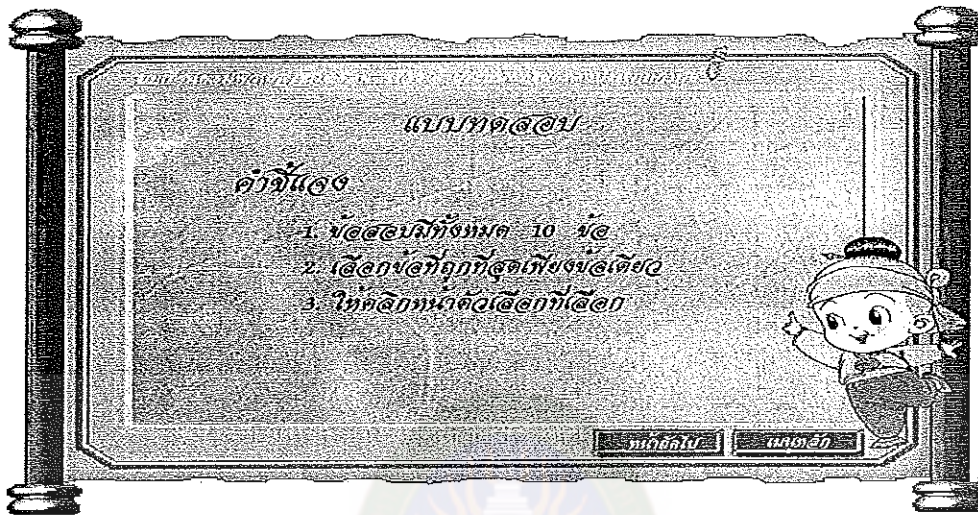 แบบทดสอบ
คำชี้แจง
1. ข้อสอบมีทั้งหมด 10 ข้อ
2. เลือกข้อที่ถูกที่สุดเพียงข้อเดียว
3. ให้คลิกหน้าตัวเลือกที่เลือก
หน้าถัดไป เมนูหลัก